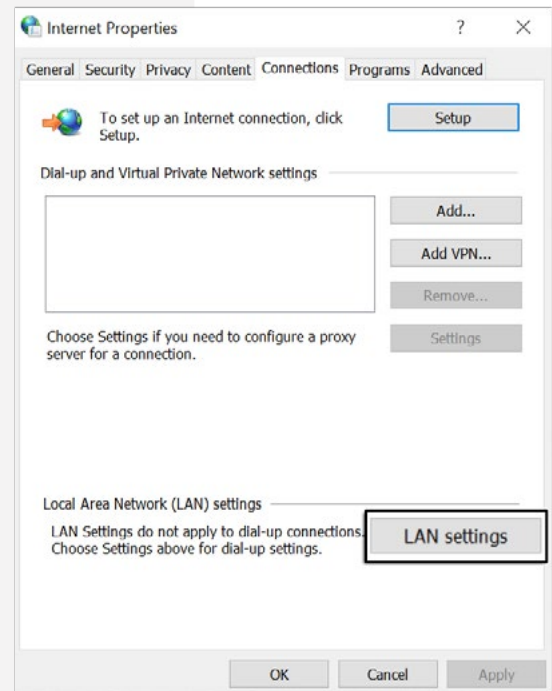 Internet Properties
?
General Security Privacy Content Connections Programs Advanced
To set up an Internet connection, click
Setup.
Setup
Dial-up and Virtual Private Network settings
Add...
Add VPN...
Remove...
Choose Settings if you need to configure a proxy
server for a connection.
Settings
Local Area Network (LAN) settings
LAN Settings do not apply to dial-up connections.
Choose Settings above for dial-up settings.
LAN settings
OK
Cancel
Apply